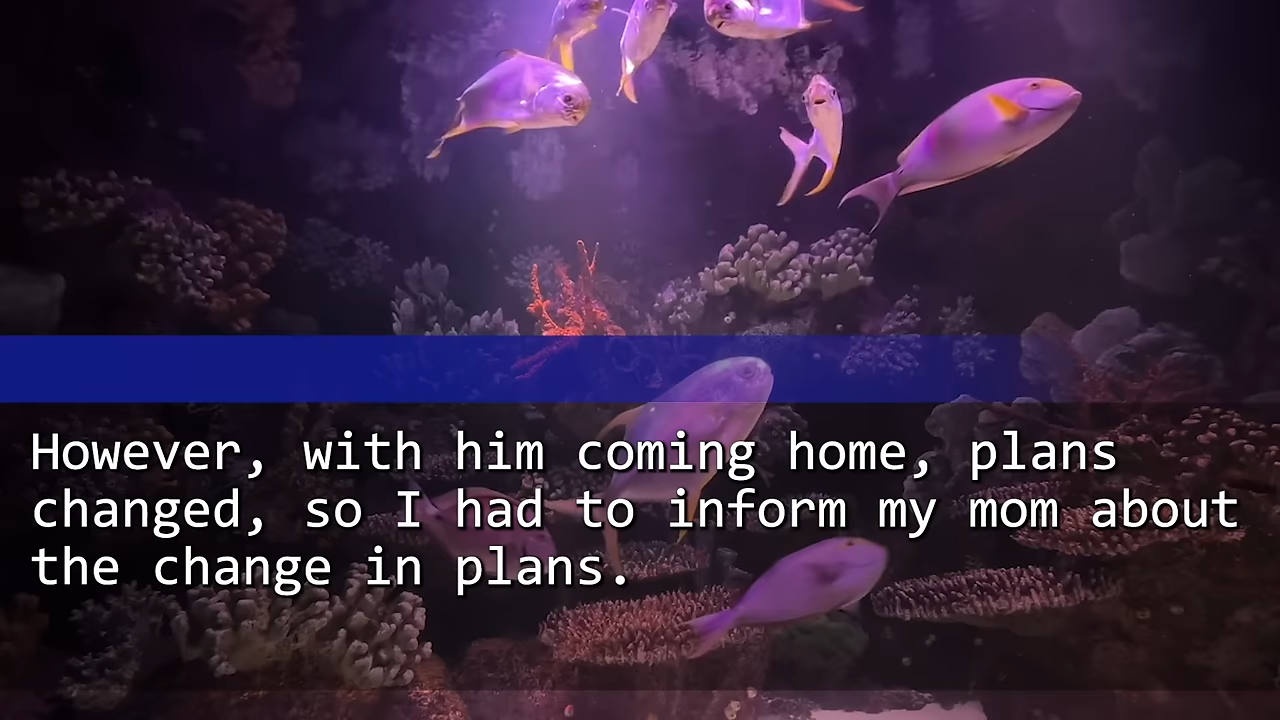 However, with him coming home, plans
changed, so I had to inform my mom about
the change in plans.